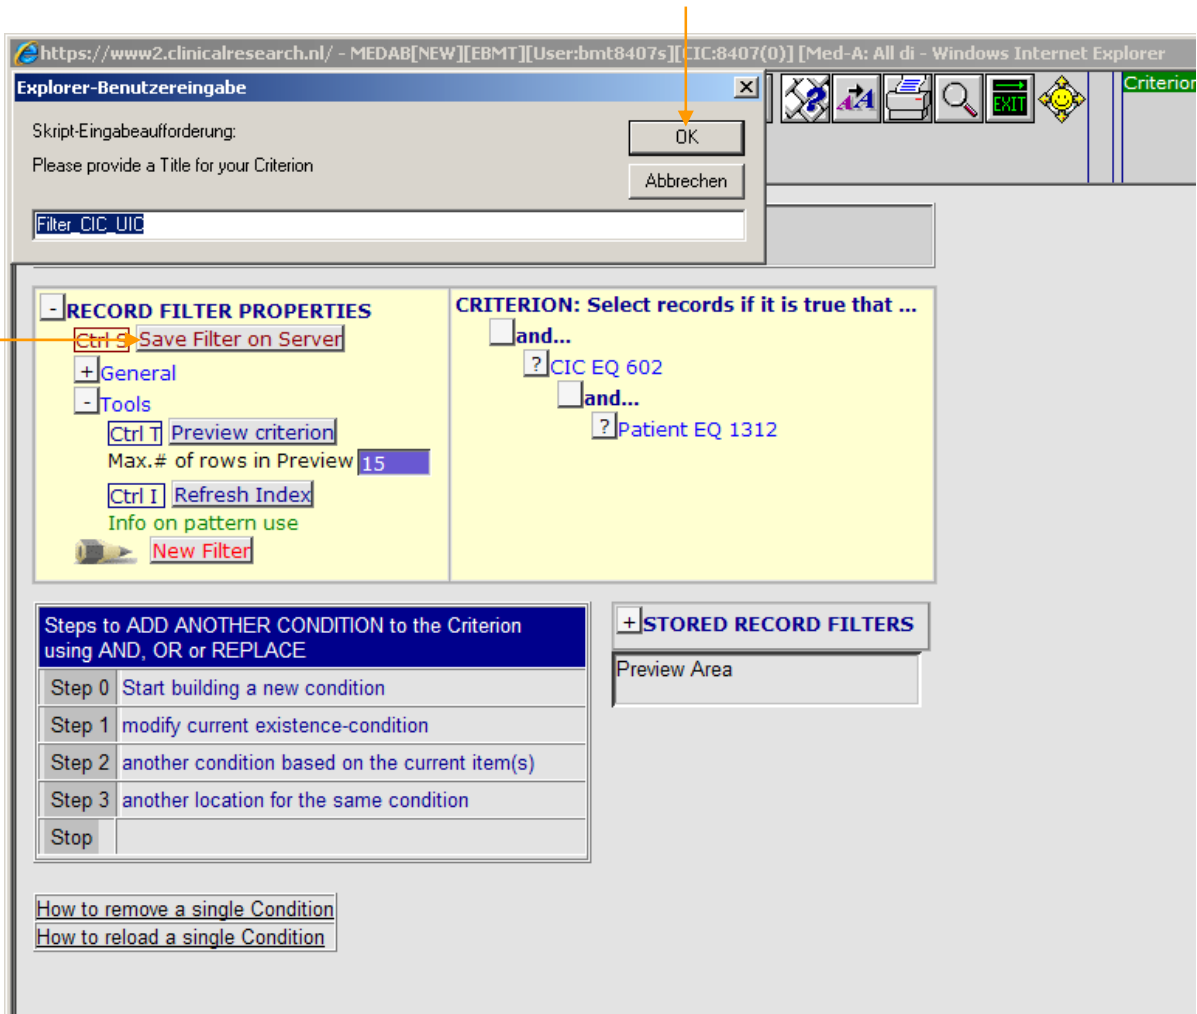 https://www2.clinicalresearch.nl/ - MEDAB[NEW][EBMT][User:bmt8407s][CIC:8407(0)] [Med-A: All di - Windows Internet Explorer
Explorer-Benutzereingabe
Skript-Eingabeaufforderung:
Please provide a Title for your Criterion
OK
Abbrechen
Filter_CIC_UIC
EXIT
Criterion
- RECORD FILTER PROPERTIES
Ctrl S Save Filter on Server
+ General
- Tools
Ctrl T Preview criterion
Max.# of rows in Preview 15
Ctrl I Refresh Index
Info on pattern use
New Filter
CRITERION: Select records if it is true that ...
and...
? CIC EQ 602
and...
? Patient EQ 1312
Steps to ADD ANOTHER CONDITION to the Criterion
using AND, OR or REPLACE
Step 0 Start building a new condition
Step 1 modify current existence-condition
Step 2 another condition based on the current item(s)
Step 3 another location for the same condition
Stop
+ STORED RECORD FILTERS
Preview Area
How to remove a single Condition
How to reload a single Condition